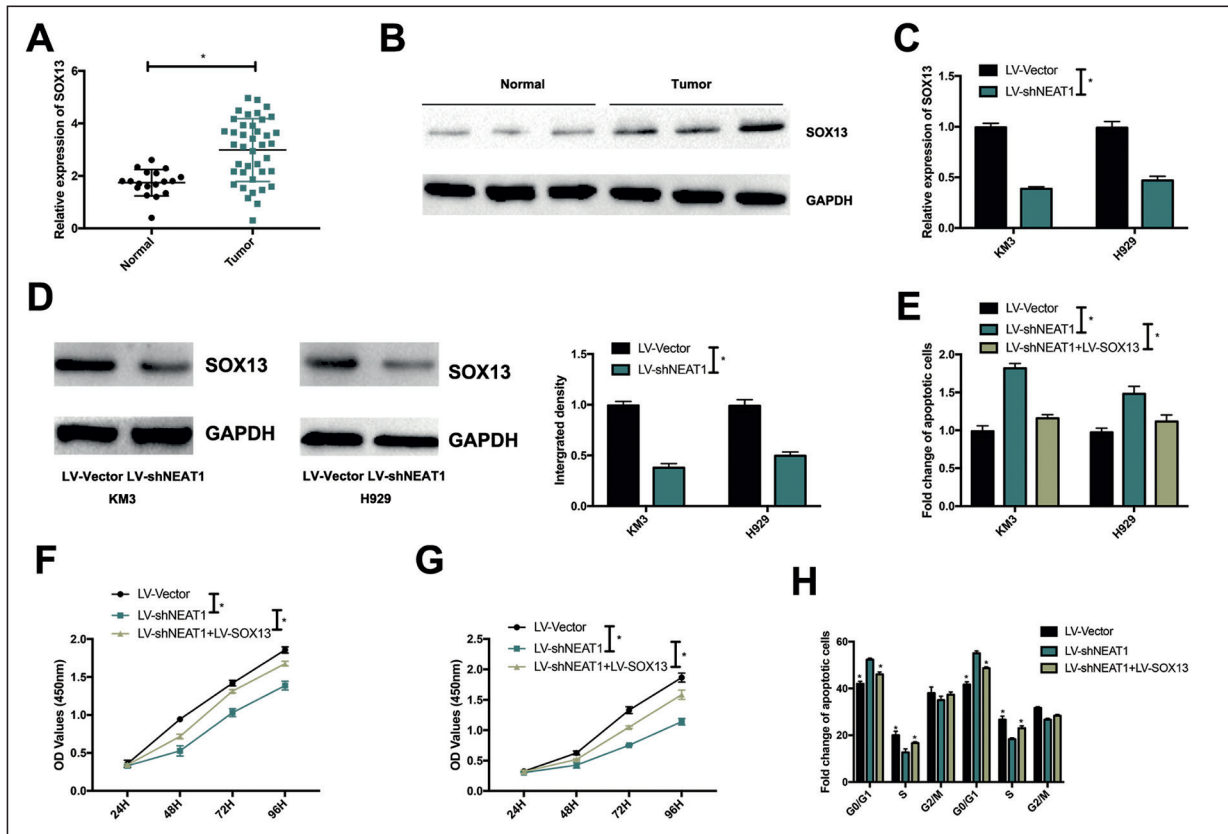 A
Relative expression of SOX13
6
4
2
0
*
Normal
Tumor
B
Normal Tumor
SOX13
GAPDH
C
LV-Vector
LV-shNEAT1
*
Relative expression of SOX13
1.5
1.0
0.5
0.0
KM3
H929
D
SOX13
GAPDH
LV-Vector LV-shNEAT1
KM3
SOX13
GAPDH
LV-Vector LV-shNEAT1
H929
LV-Vector
LV-shNEAT1
*
Intergrated density
1.5
1.0
0.5
0.0
KM3
H929
E
LV-Vector
LV-shNEAT1
LV-shNEAT1+LV-SOX13
*
*
Fold change of apoptotic cells
2.0
1.5
1.0
0.5
0.0
KM3
H929
F
LV-Vector
LV-shNEAT1
LV-shNEAT1+LV-SOX13
*
*
OD Values (450nm)
2.0
1.5
1.0
0.5
0.0
24H
48H
72H
96H
G
LV-Vector
LV-shNEAT1
LV-shNEAT1+LV-SOX13
*
*
OD Values (450nm)
2.5
2.0
1.5
1.0
0.5
0.0
24H
48H
72H
96H
H
LV-Vector
LV-shNEAT1
LV-shNEAT1+LV-SOX13
Fold change of apoptotic cells
60
40
20
0
* * * * * * * *
G0/G1
S
G2/M
G0/G1
S
G2/M